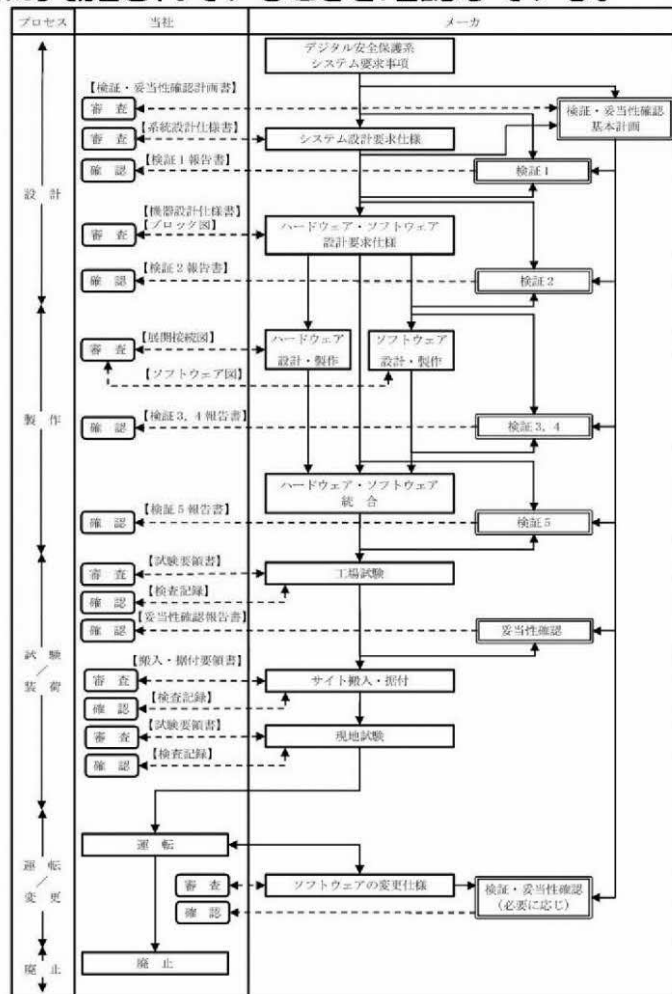 プロセス
当社
メーカ
デジタル安全保護系
システム要求事項
【検証・妥当性確認計画書】
審査
検証・妥当性確認
基本計画
【系統設計仕様書】
審査
システム設計要求仕様
【検証1報告書】
確認
検証1
設計
【機器設計仕様書】
【ブロック図】
審査
ハードウェア・ソフトウェア
設計要求仕様
【検証2報告書】
確認
検証2
【展開接続図】
審査
ハードウェア
設計・製作
ソフトウェア
設計・製作
【ソフトウェア図】
製作
【検証3,4報告書】
確認
検証3,4
ハードウェア・ソフトウェア
統合
【検証5報告書】
確認
検証5
【試験要領書】
審査
工場試験
【検査記録】
確認
【妥当性確認報告書】
確認
妥当性確認
試験/装荷
【搬入・据付要領書】
審査
サイト搬入・据付
【検査記録】
確認
【試験要領書】
審査
現地試験
【検査記録】
確認
運転/変更
運転
審査
ソフトウェアの変更仕様
検証・妥当性確認
(必要に応じ)
確認
廃止
廃止